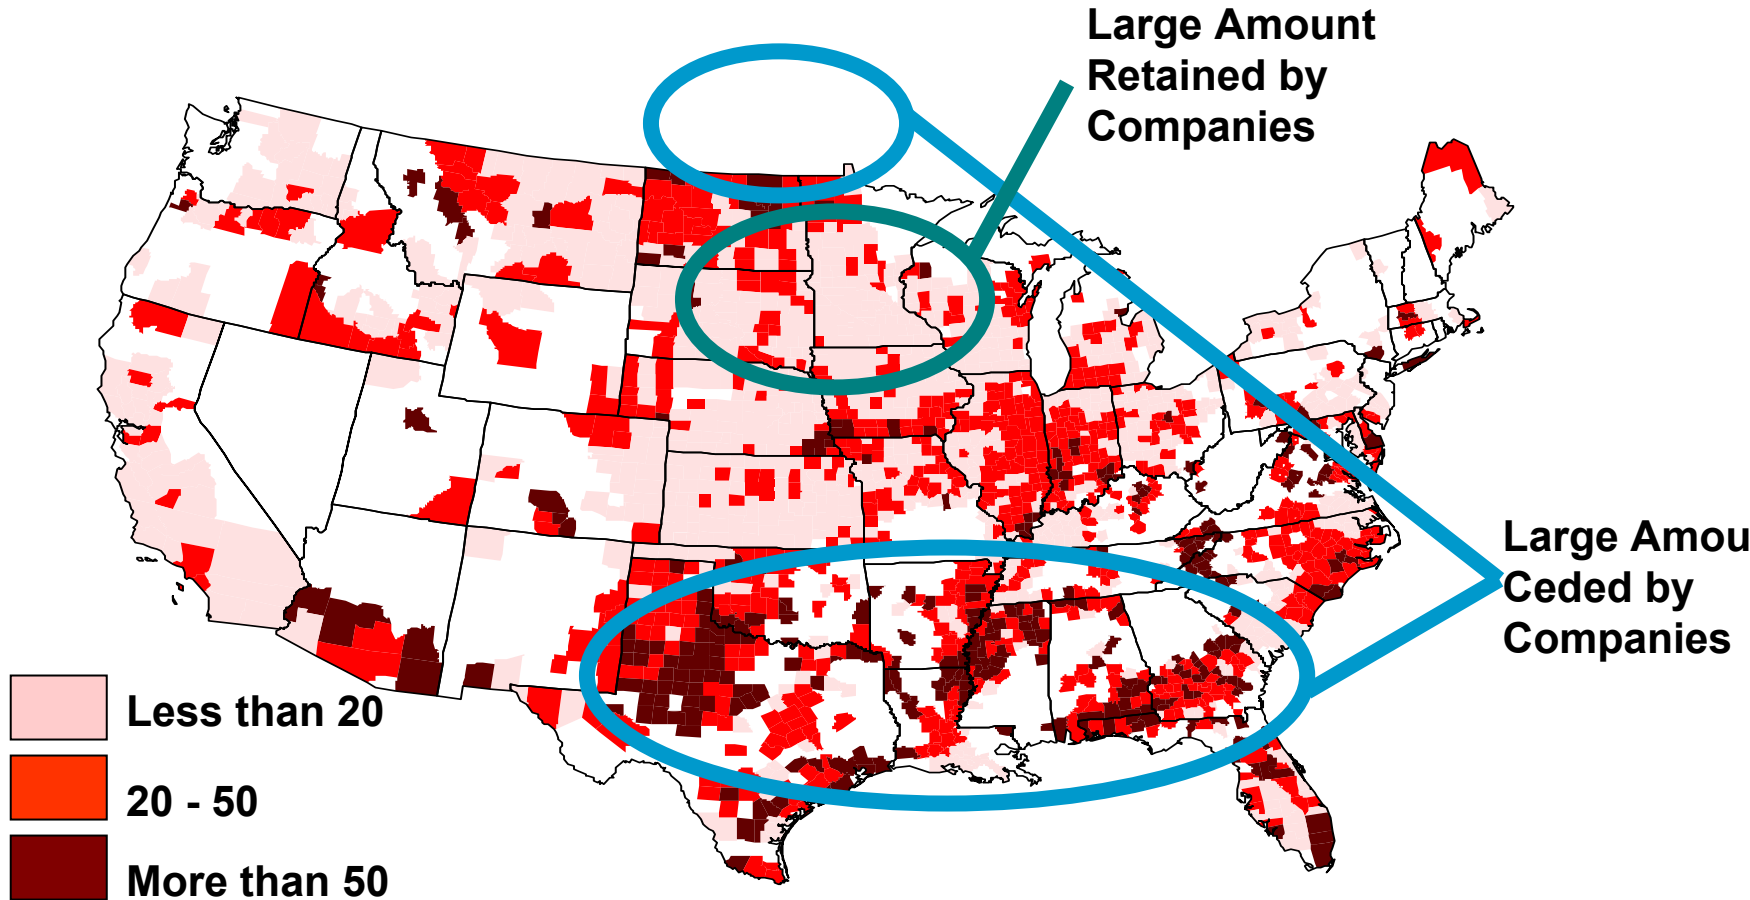 Large Amount
Retained by
Companies
Large Amou
Ceded by
Companies
Less than 20
20 - 50
More than 50